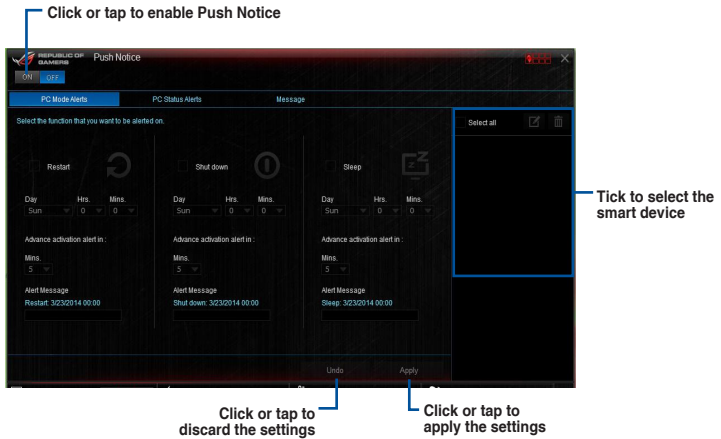 Click or tap to enable Push Notice
REPUBLIC OF
GAMERS
Push Notice
ON OFF
PC Mode Alerts PC Status Alerts Message
Select the function that you want to be alerted on.
Select all
Restart Shut down Sleep
Day Hrs. Mins. Day Hrs. Mins. Day Hrs. Mins.
Sun 0 0 Sun 0 0 Sun 0 0
Tick to select the
smart device
Advance activation alert in : Advance activation alert in : Advance activation alert in :
Mins. Mins. Mins.
5 5 5
Alert Message Alert Message Alert Message
Restart: 3/23/2014 00:00 Shut down: 3/23/2014 00:00 Sleep: 3/23/2014 00:00
Undo Apply
Click or tap to
discard the settings
Click or tap to
apply the settings